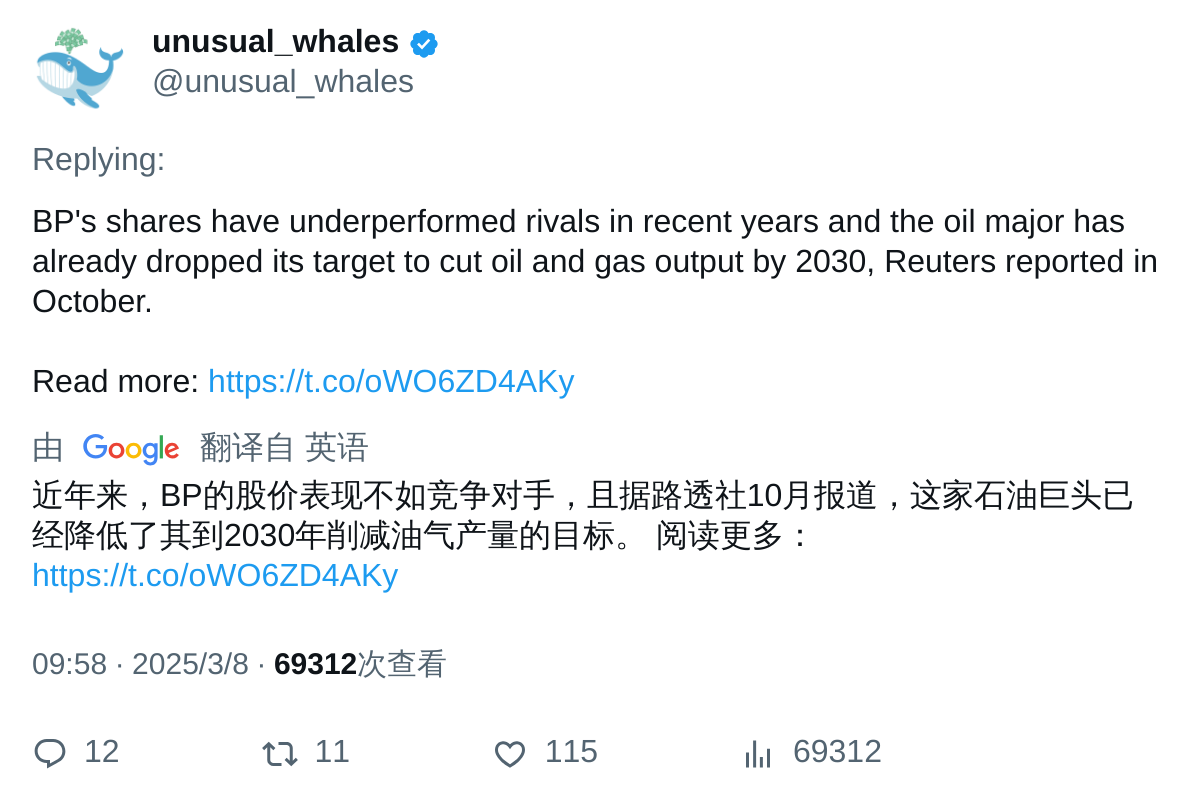 unusual_whales
@unusual_whales
Replying:
BP's shares have underperformed rivals in recent years and the oil major has
already dropped its target to cut oil and gas output by 2030, Reuters reported in
October.
Read more: https://t.co/oWO6ZD4AKy
由 Google 翻译自 英语
近年来，BP的股价表现不如竞争对手，且据路透社10月报道，这家石油巨头已
经降低了其到2030年削减油气产量的目标。 阅读更多：
https://t.co/oWO6ZD4AKy
09:58 · 2025/3/8 · 69312次查看
12 11 115 69312